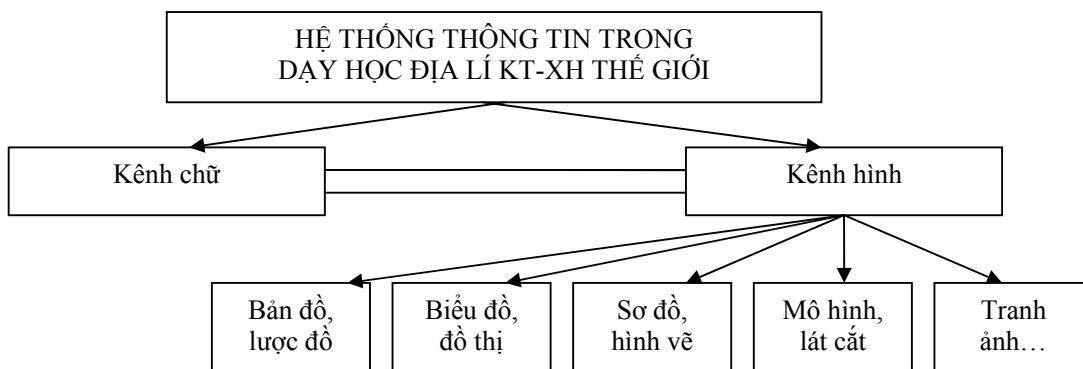 HỆ THỐNG THÔNG TIN TRONG
DẠY HỌC ĐỊA LÍ KT-XH THẾ GIỚI
Kênh chữ
Kênh hình
Bản đồ,
lược đồ
Biểu đồ,
đồ thị
Sơ đồ,
hình vẽ
Mô hình,
lát cắt
Tranh
ảnh…